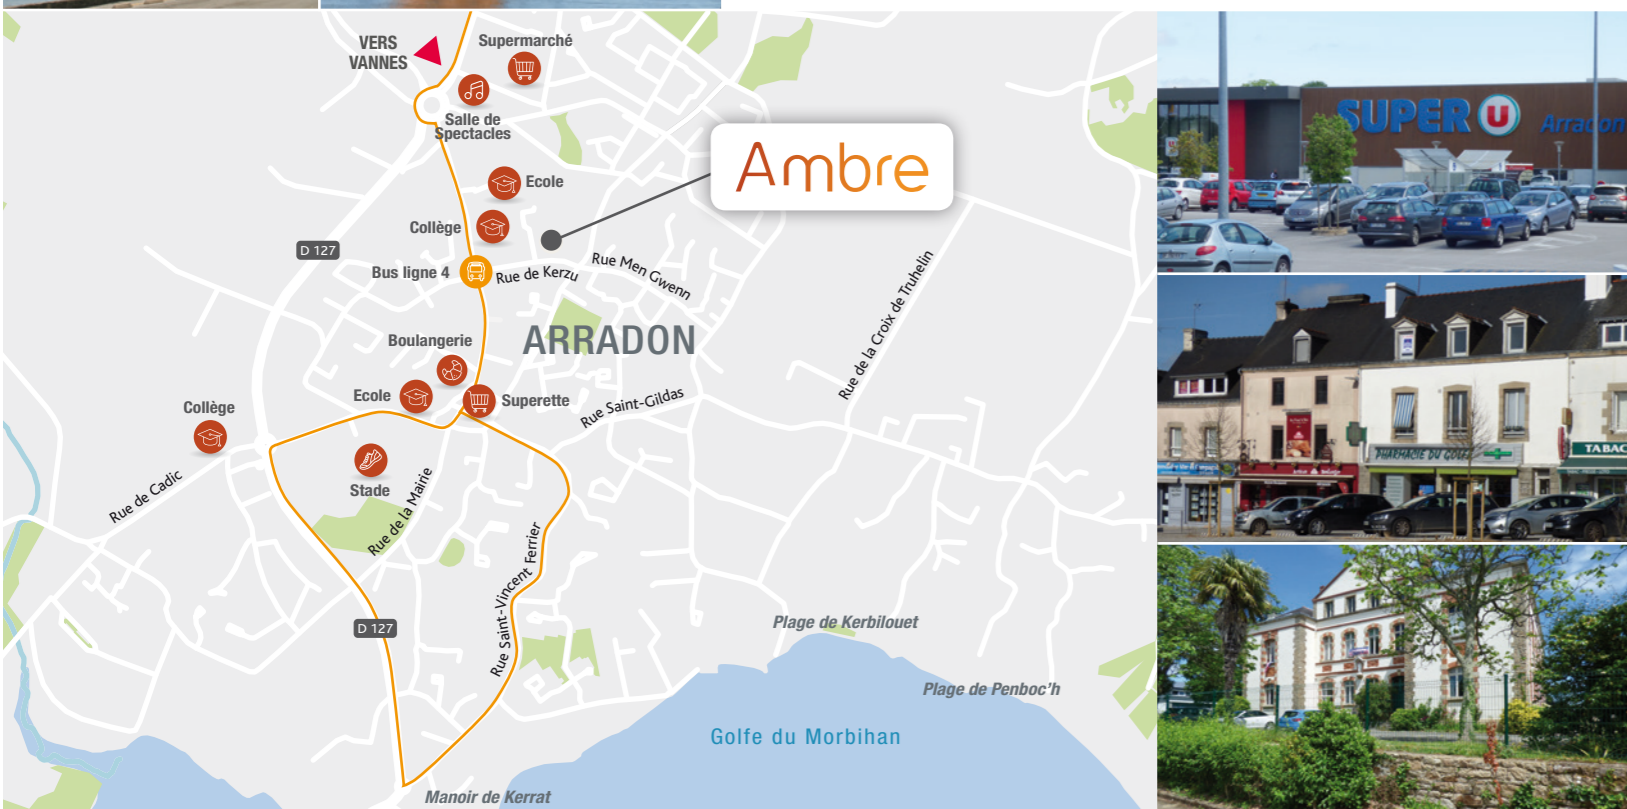 VERS
VANNES
Supermarché
Salle de
Spectacles
Ambre
Ecole
Collège
D 127
Bus ligne 4
Rue de Kerzu
Rue Men Gwenn
Rue de la Croix de Truhelin
ARRADON
Boulangerie
Ecole
Superette
Rue Saint-Gildas
Collège
Stade
Rue de Cadic
Rue de la Mairie
Rue Saint-Vincent Ferrier
D 127
Plage de Kerbilouet
Plage de Penboc'h
Golfe du Morbihan
Manoir de Kerrat
SUPER U
Arradon
PHARMACIE DU GOLFE
TABAC